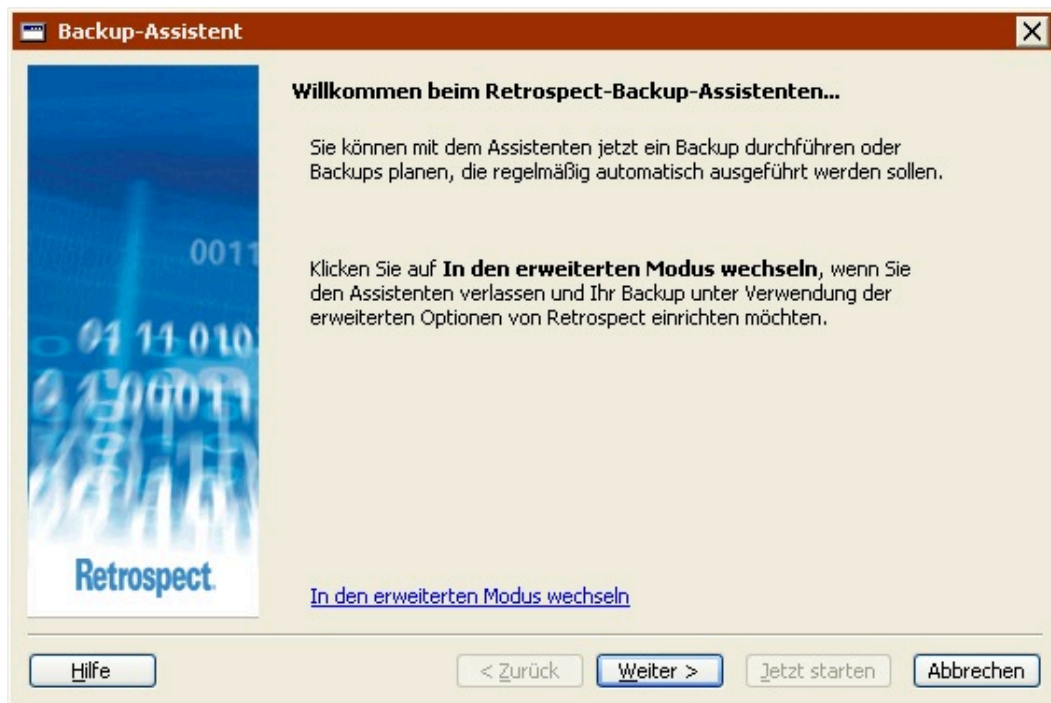 Backup-Assistent
Willkommen beim Retrospect-Backup-Assistenten...
Sie können mit dem Assistenten jetzt ein Backup durchführen oder
Backups planen, die regelmäßig automatisch ausgeführt werden sollen.
0011
Klicken Sie auf In den erweiterten Modus wechseln, wenn Sie
den Assistenten verlassen und Ihr Backup unter Verwendung der
erweiterten Optionen von Retrospect einrichten möchten.
01 11 010
0 1 00011
Retrospect.
In den erweiterten Modus wechseln
Hilfe
< Zurück
Weiter >
Jetzt starten
Abbrechen